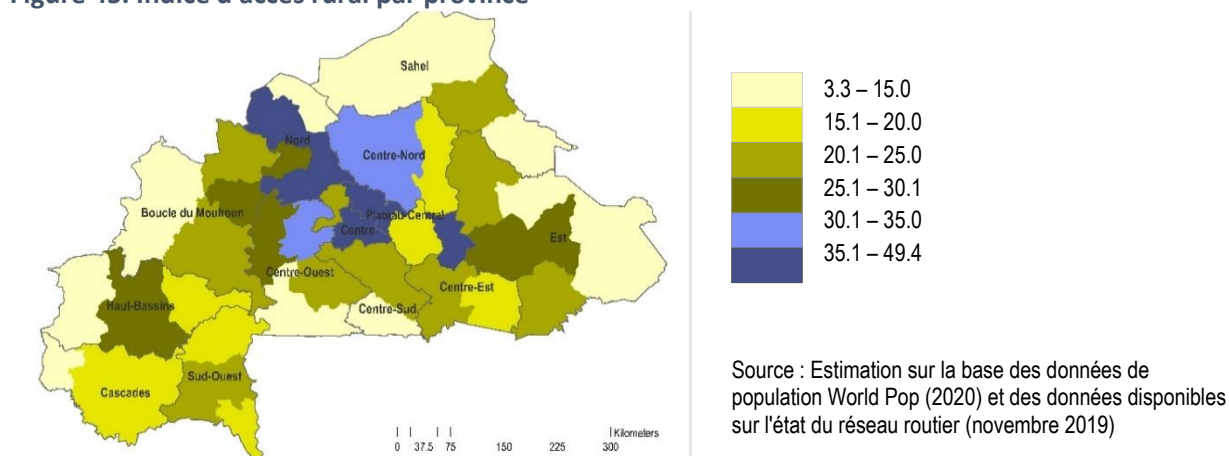 Figure 45. Indice d'accès rural par province
Sahel
Nord
Centre-Nord
Boucle du Mouhoun
Plateau-Central
Centre
Est
Centre-Ouest
Centre-Est
Haut-Bassins
Centre-Sud
Sud-Ouest
Cascades
Kilometers
0 37.5 75 150 225 300
3.3 – 15.0
15.1 – 20.0
20.1 – 25.0
25.1 – 30.1
30.1 – 35.0
35.1 – 49.4
Source : Estimation sur la base des données de
population World Pop (2020) et des données disponibles
sur l'état du réseau routier (novembre 2019)